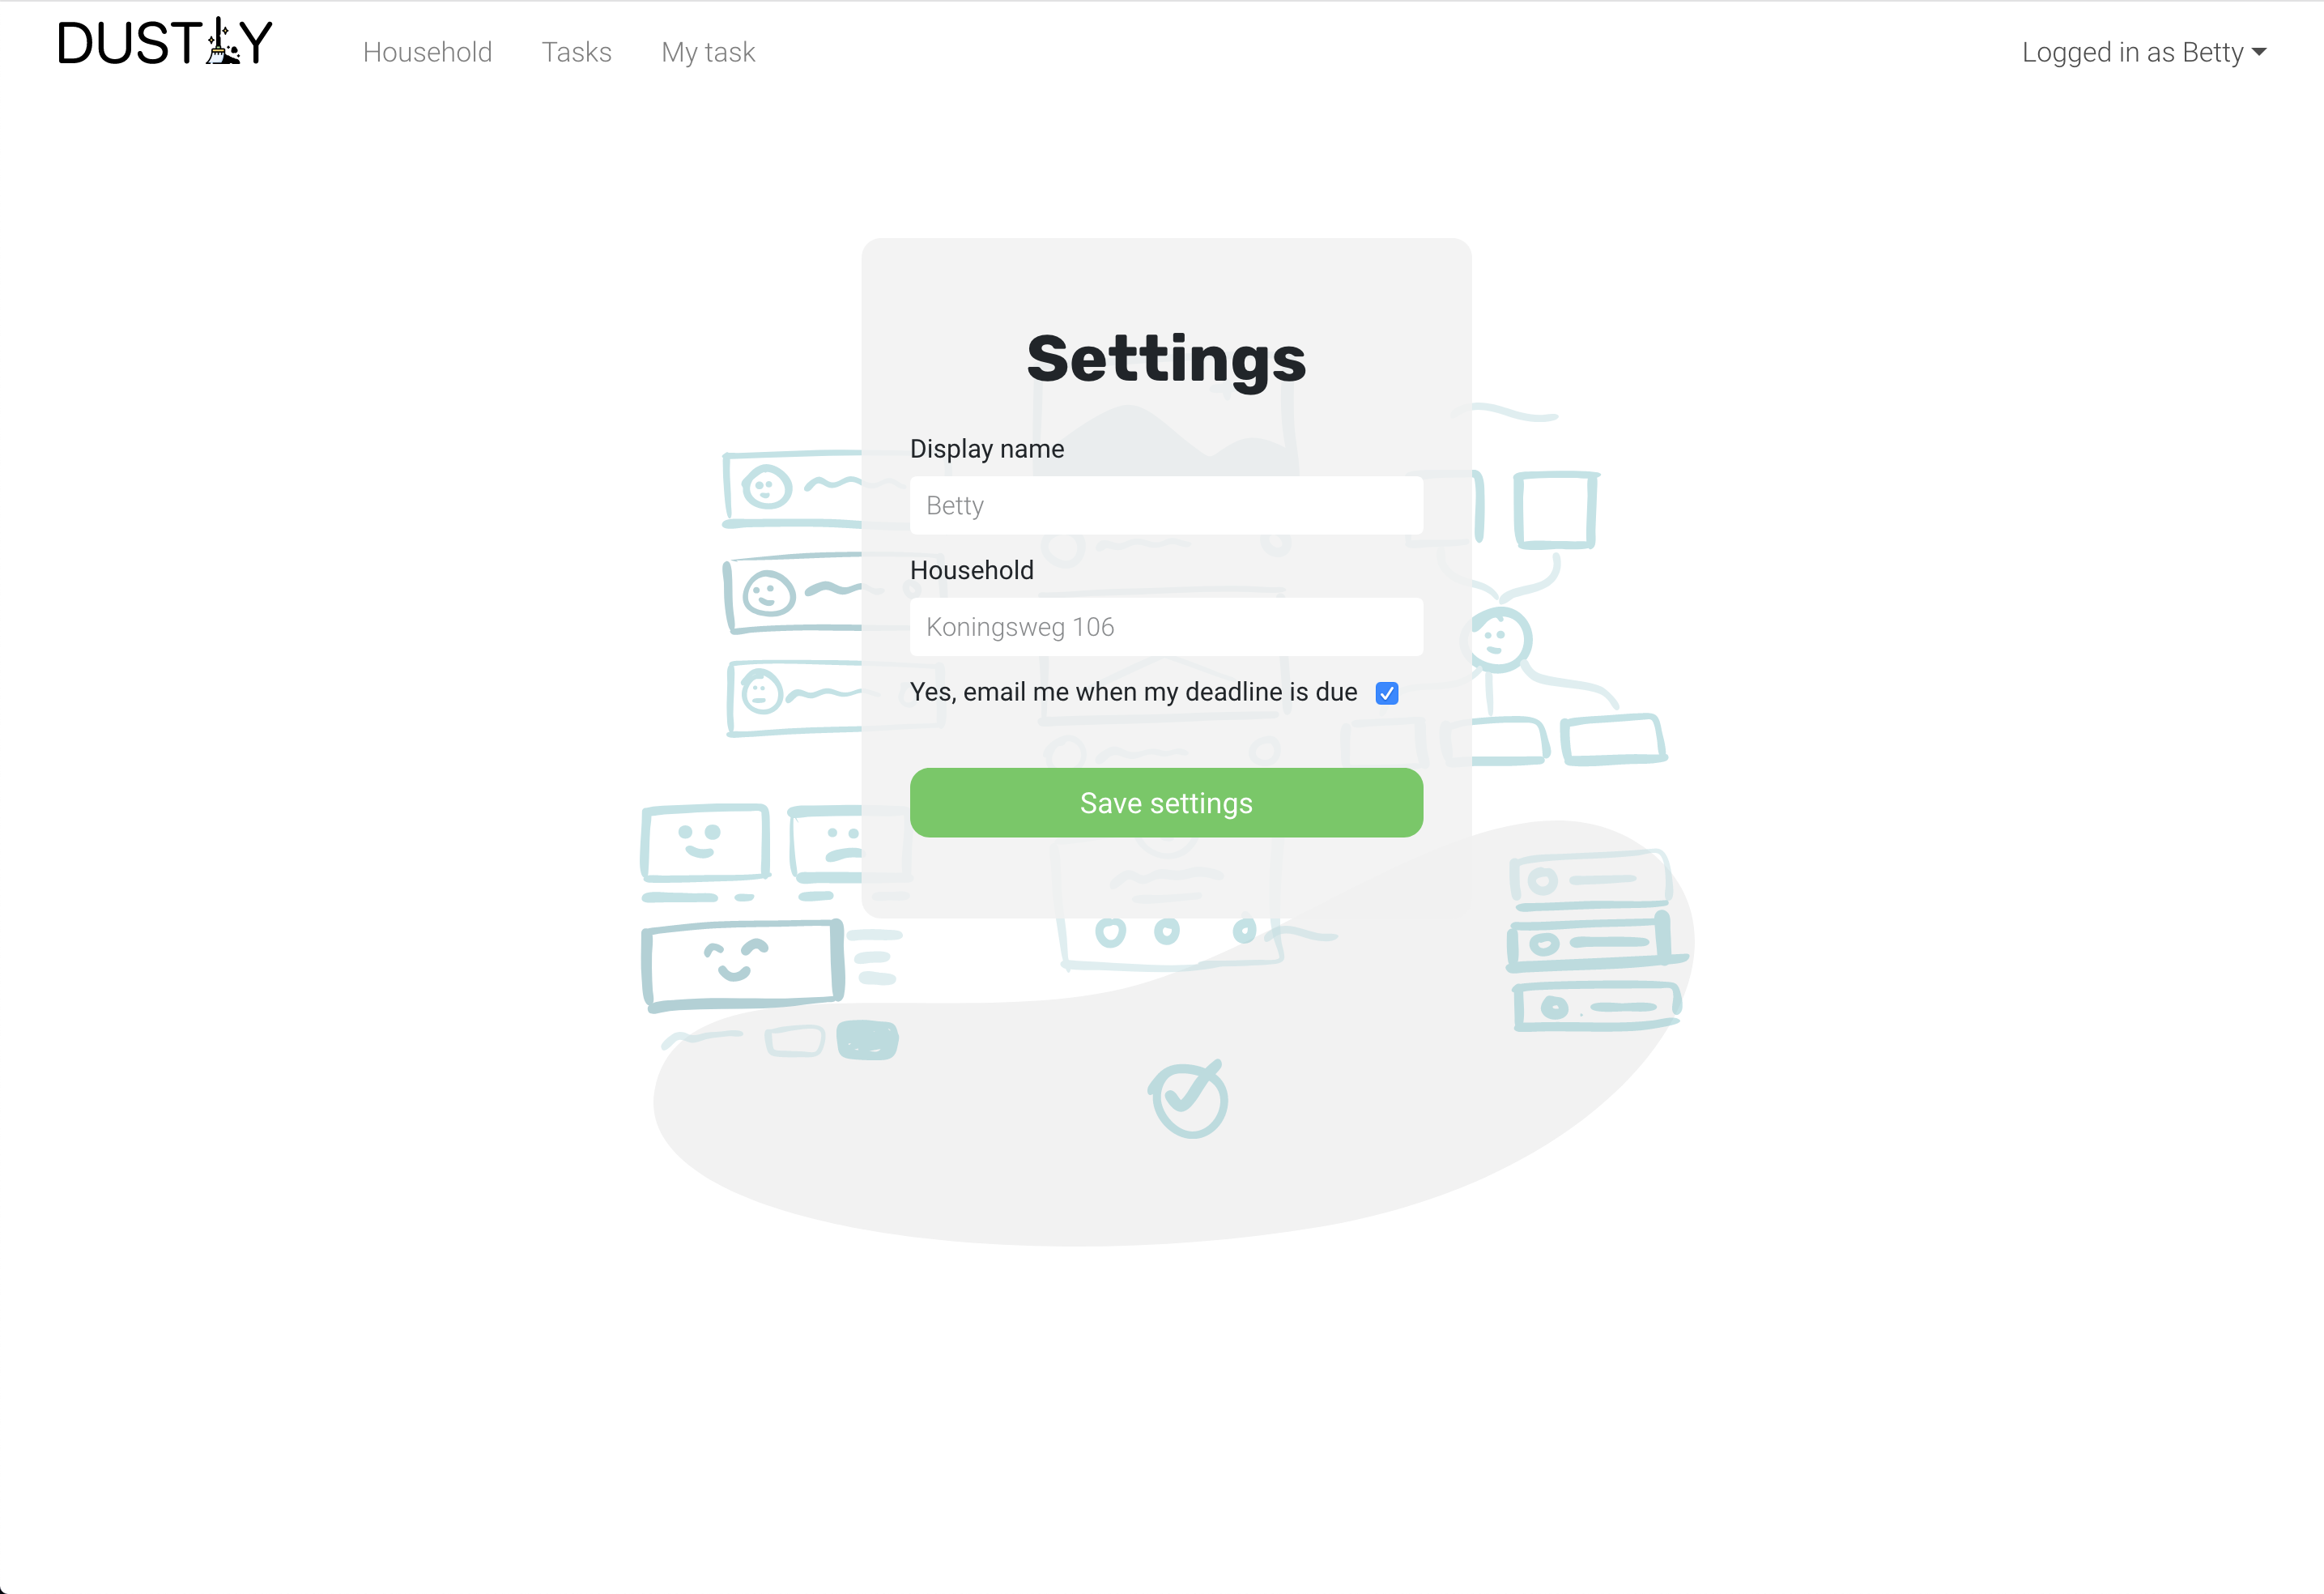 DUSTY
Household
Tasks
My task
Logged in as Betty
Settings
Display name
Betty
Household
Koningsweg 106
Yes, email me when my deadline is due
Save settings